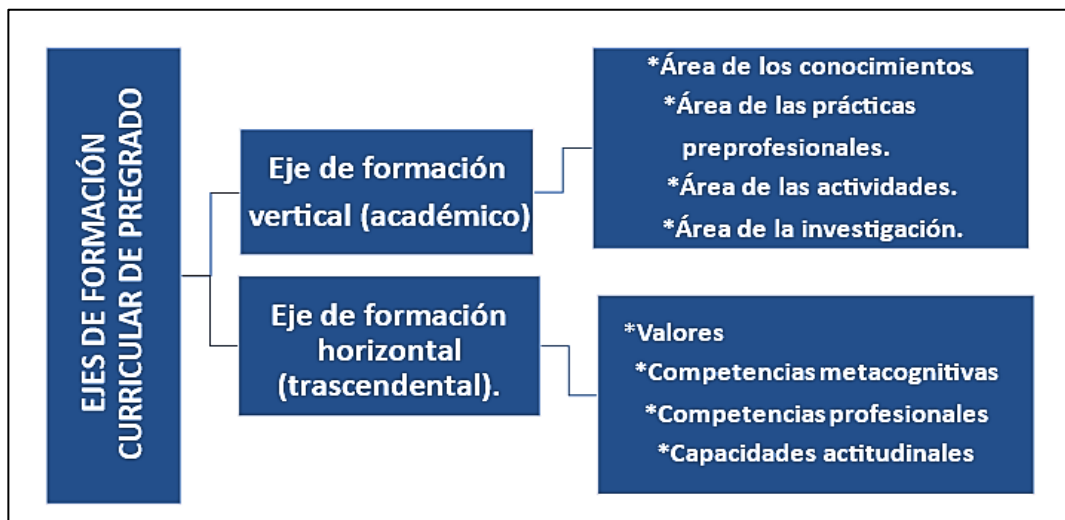 EJES DE FORMACIÓN
CURRICULAR DE PREGRADO
Eje de formación
vertical (académico)
*Área de los conocimientos.
*Área de las prácticas
preprofesionales.
*Área de las actividades.
*Área de la investigación.
Eje de formación
horizontal
(trascendental).
*Valores
*Competencias metacognitivas
*Competencias profesionales
*Capacidades actitudinales